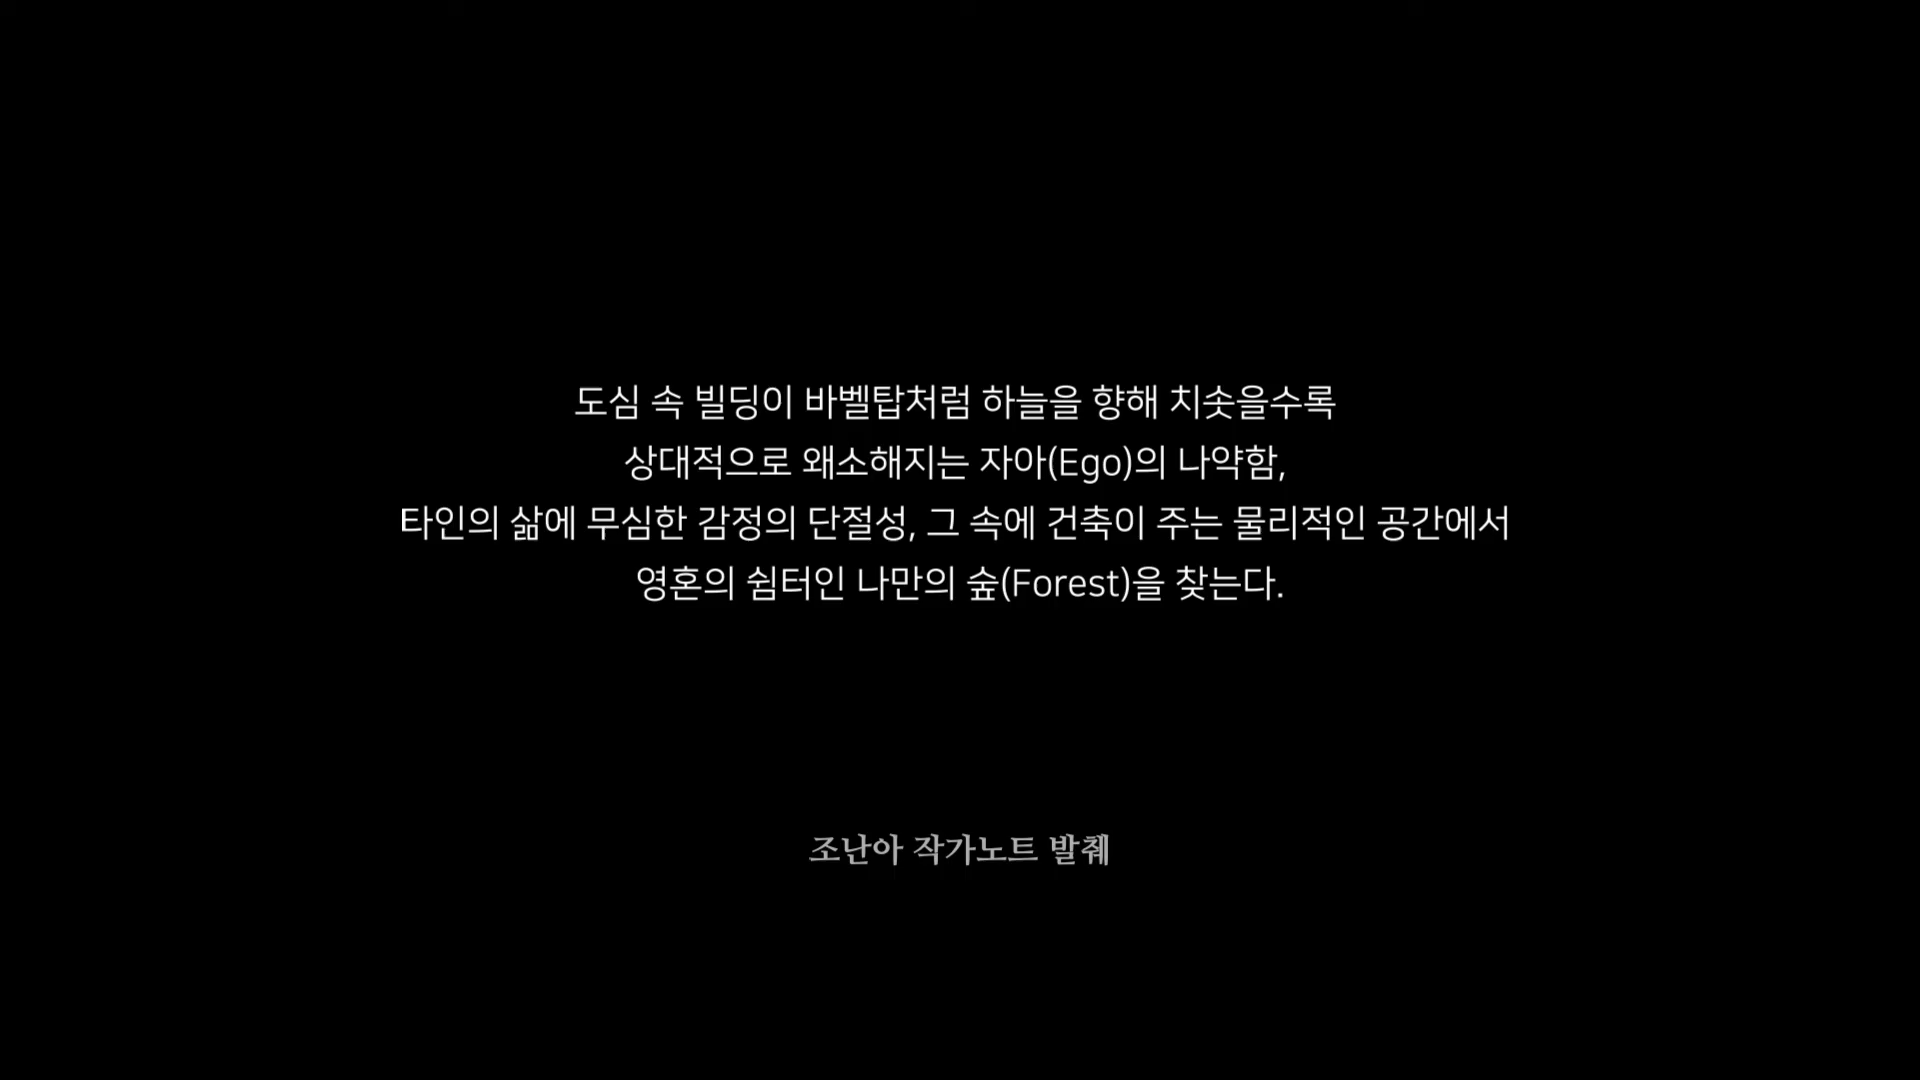 도심 속 빌딩이 바벨탑처럼 하늘을 향해 치솟을수록
상대적으로 왜소해지는 자아(Ego)의 나약함,
타인의 삶에 무심한 감정의 단절성, 그 속에 건축이 주는 물리적인 공간에서
영혼의 쉼터인 나만의 숲(Forest)을 찾는다.
조난아 작가노트 발췌